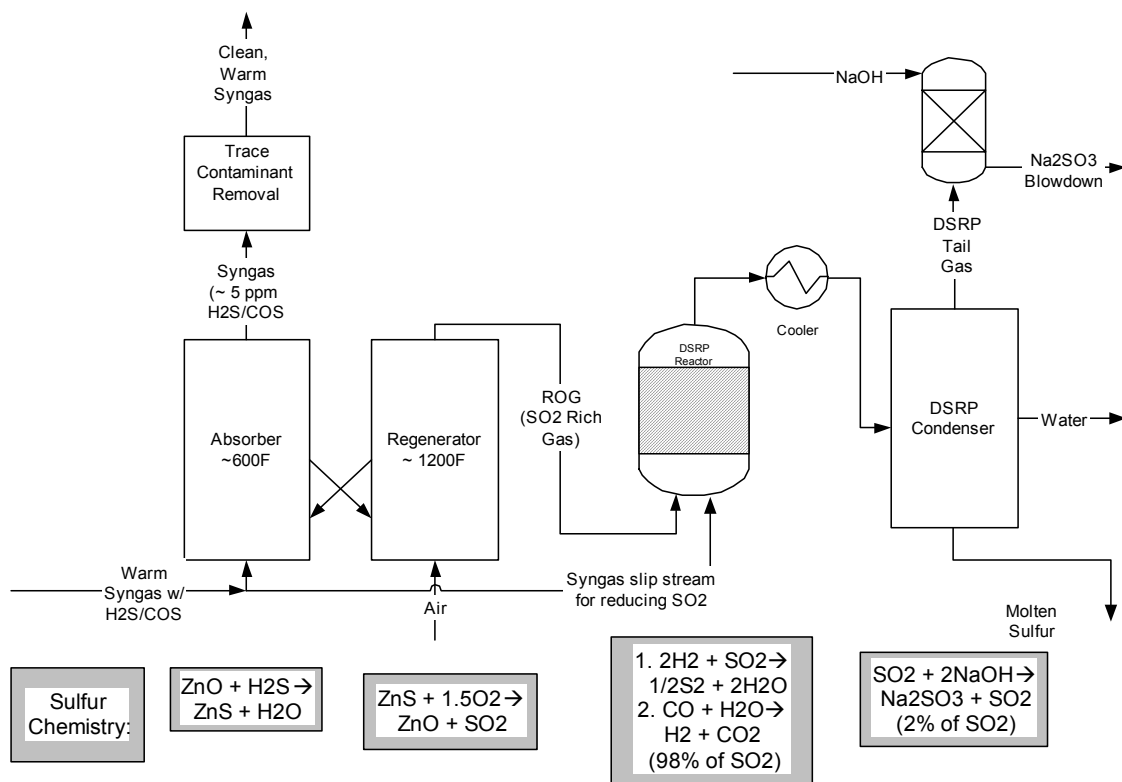 Clean,
Warm
Syngas
Trace
Contaminant
Removal
Syngas
(~ 5 ppm
H2S/COS
Absorber
~600F
Regenerator
~ 1200F
ROG
(SO2 Rich
Gas)
DSRP
Reactor
Cooler
NaOH
Na2SO3
Blowdown
DSRP
Tail
Gas
DSRP
Condenser
Water
Warm
Syngas w/
H2S/COS
Air
Syngas slip stream
for reducing SO2
Molten
Sulfur
Sulfur
Chemistry:
ZnO + H2S→
ZnS + H2O
ZnS + 1.5O2→
ZnO + SO2
1. 2H2 + SO2→
1/2S2 + 2H2O
2. CO + H2O→
H2 + CO2
(98% of SO2)
SO2 + 2NaOH→
Na2SO3 + SO2
(2% of SO2)